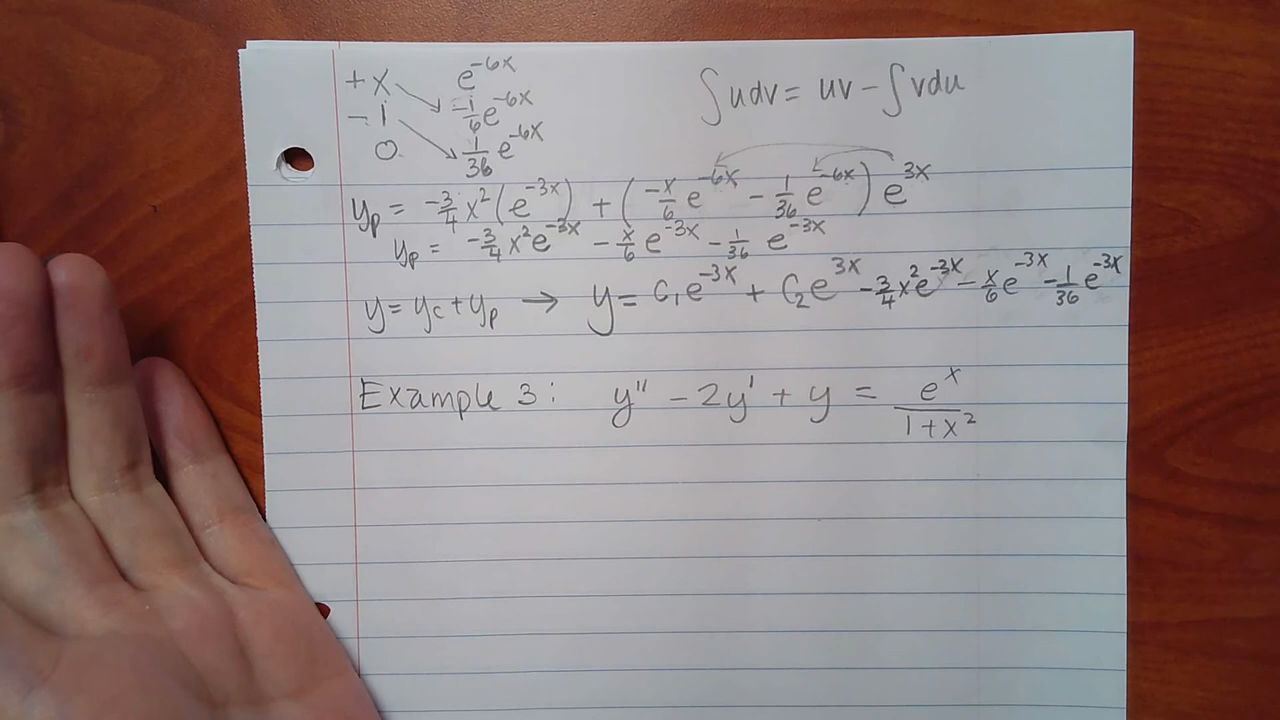 + x e^{-6x} ∫udv = uv - ∫vdu
- 1 -1/6 e^{-6x}
0 1/36 e^{-6x}
y_p = -3/4 x^2 (e^{-3x}) + (-x/6 e^{-6x} - 1/36 e^{-6x}) e^{3x}
y_p = -3/4 x^2 e^{-3x} - x/6 e^{-3x} - 1/36 e^{-3x}
y = y_c + y_p → y = C_1 e^{-3x} + C_2 e^{3x} - 3/4 x^2 e^{-3x} - x/6 e^{-3x} - 1/36 e^{-3x}
Example 3: y'' - 2y' + y = e^x / 1 + x^2